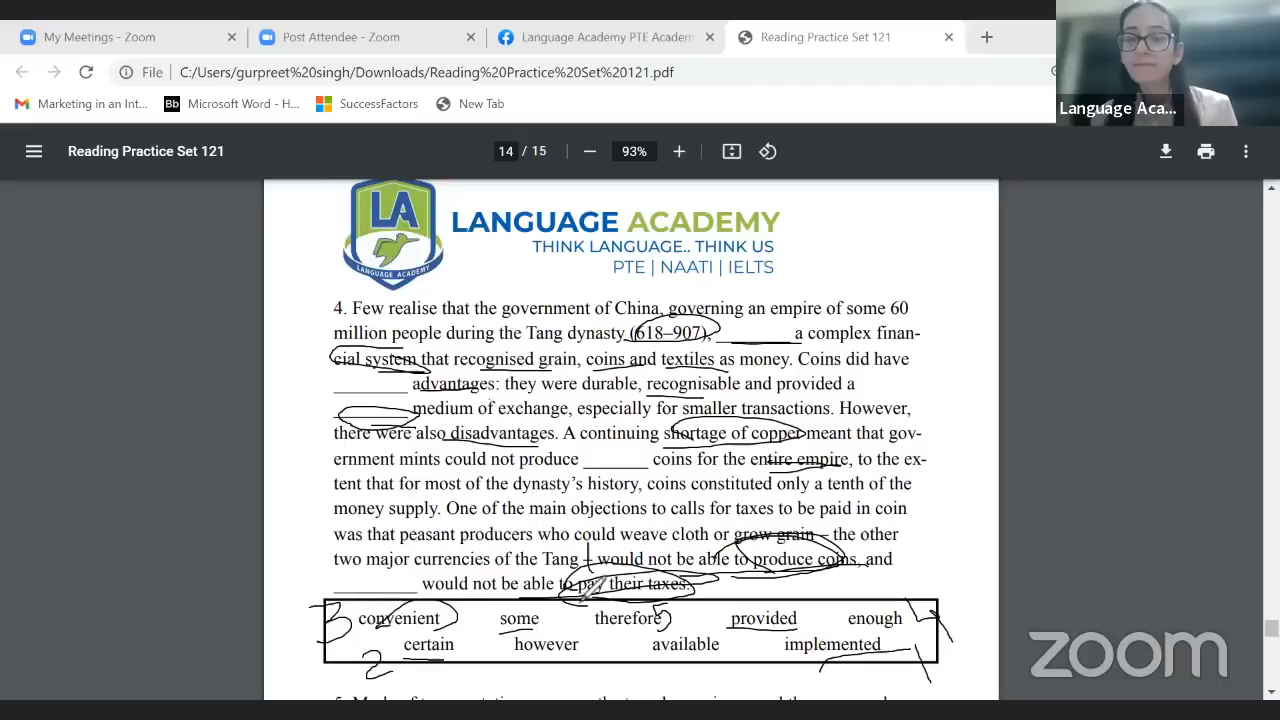 My Meetings - Zoom
Post Attendee - Zoom
Language Academy PTE Academ
Reading Practice Set 121
File
C:/Users/gurpreet%20singh/Downloads/Reading%20Practice%20Set%20121.pdf
Marketing in an Int...
Bb Microsoft Word - H...
SuccessFactors
New Tab
Language Aca...
Reading Practice Set 121
14 / 15
93%
LA
LANGUAGE ACADEMY
LANGUAGE ACADEMY
THINK LANGUAGE.. THINK US
PTE | NAATI | IELTS
4. Few realise that the government of China, governing an empire of some 60
million people during the Tang dynasty (618–907), ________ a complex finan-
cial system that recognised grain, coins and textiles as money. Coins did have
________ advantages: they were durable, recognisable and provided a
________ medium of exchange, especially for smaller transactions. However,
there were also disadvantages. A continuing shortage of copper meant that gov-
ernment mints could not produce _______ coins for the entire empire, to the ex-
tent that for most of the dynasty’s history, coins constituted only a tenth of the
money supply. One of the main objections to calls for taxes to be paid in coin
was that peasant producers who could weave cloth or grow grain – the other
two major currencies of the Tang – would not be able to produce coins, and
_________ would not be able to pay their taxes.
3 convenient some therefore 5 provided enough 4
2 certain however available implemented 1
zoom